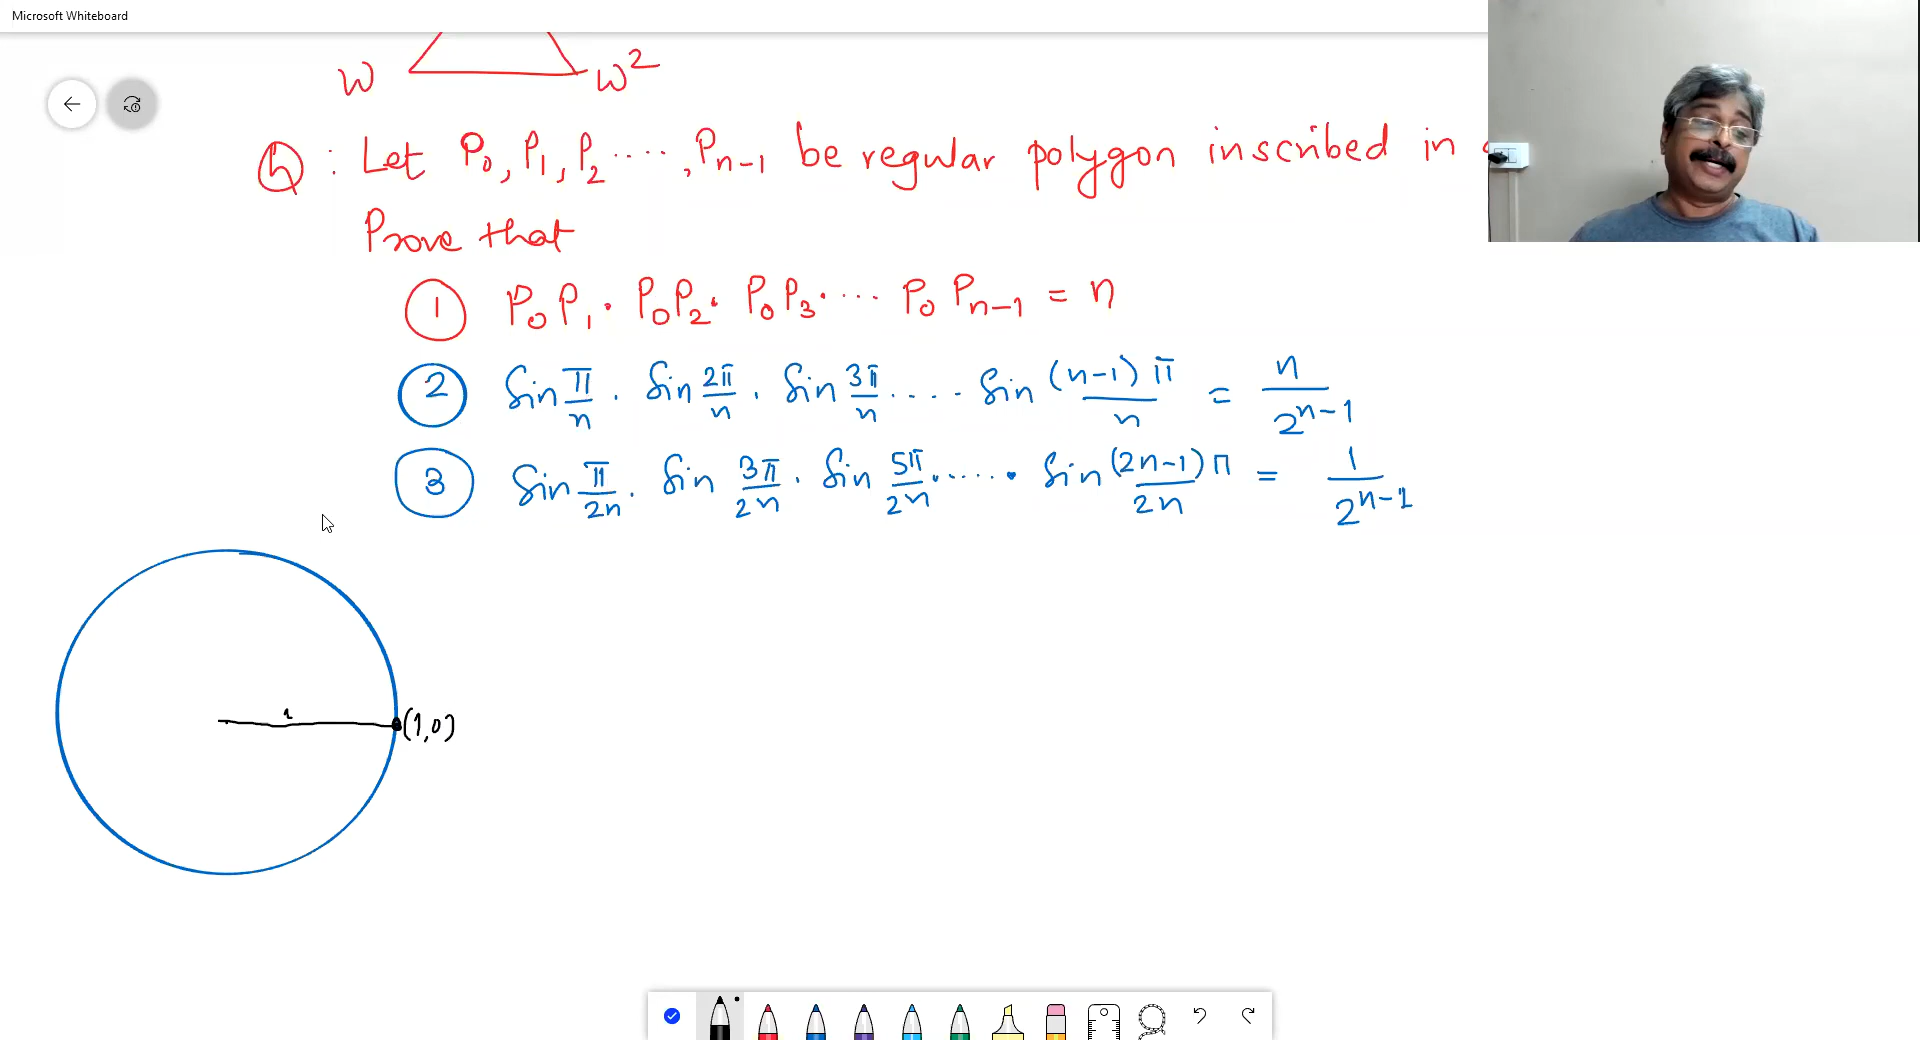 Microsoft Whiteboard
W W²
Q : Let P₀, P₁, P₂ ····, Pₙ₋₁ be regular polygon inscribed in
Prove that
① P₀P₁ · P₀P₂ · P₀P₃ · ··· P₀Pₙ₋₁ = n
② Sin π/n · Sin 2π/n · Sin 3π/n ····· Sin (n-1)π/n = n/2ⁿ⁻¹
③ Sin π/2n · Sin 3π/2n · Sin 5π/2n ······ Sin (2n-1)π/2n = 1/2ⁿ⁻¹
1
(1,0)